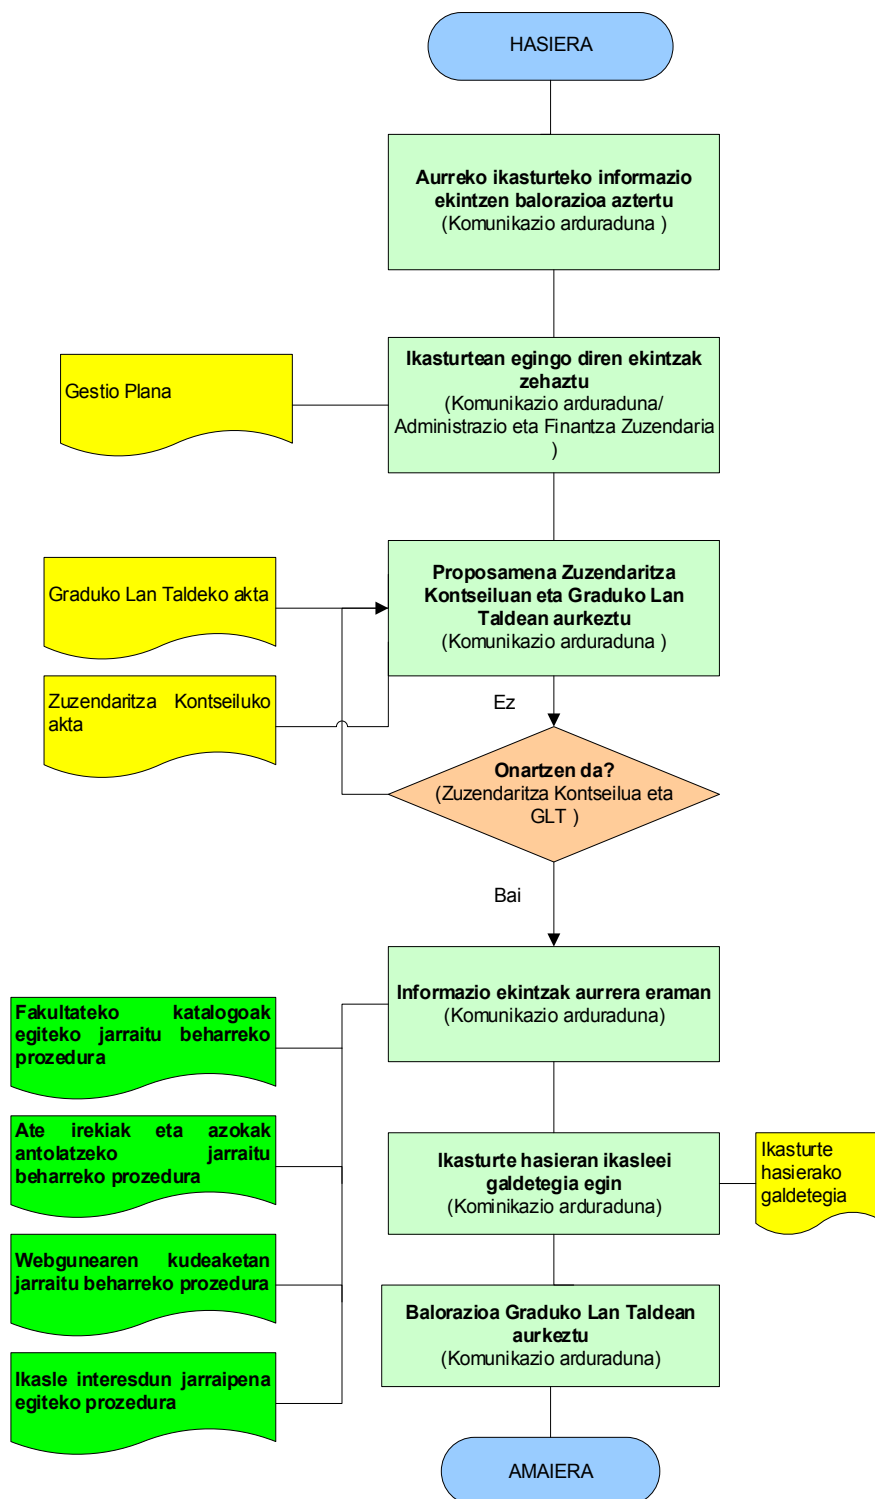 HASIERA
Aurreko ikasturteko informazio
ekintzen balorazioa aztertu
(Komunikazio arduraduna )
Ikasturtean egingo diren ekintzak
zehaztu
(Komunikazio arduraduna/
Administrazio eta Finantza Zuzendaria
)
Gestio Plana
Proposamena Zuzendaritza
Kontseiluan eta Graduko Lan
Taldean aurkeztu
(Komunikazio arduraduna )
Graduko Lan Taldeko akta
Zuzendaritza Kontseiluko
akta
Ez
Onartzen da?
(Zuzendaritza Kontseilua eta
GLT )
Bai
Informazio ekintzak aurrera eraman
(Komunikazio arduraduna)
Fakultateko katalogoak
egiteko jarraitu beharreko
prozedura
Ate irekiak eta azokak
antolatzeko jarraitu
beharreko prozedura
Webgunearen kudeaketan
jarraitu beharreko prozedura
Ikasle interesdun jarraipena
egiteko prozedura
Ikasturte hasieran ikasleei
galdetegia egin
(Kominikazio arduraduna)
Ikasturte
hasierako
galdetegia
Balorazioa Graduko Lan Taldean
aurkeztu
(Komunikazio arduraduna)
AMAIERA